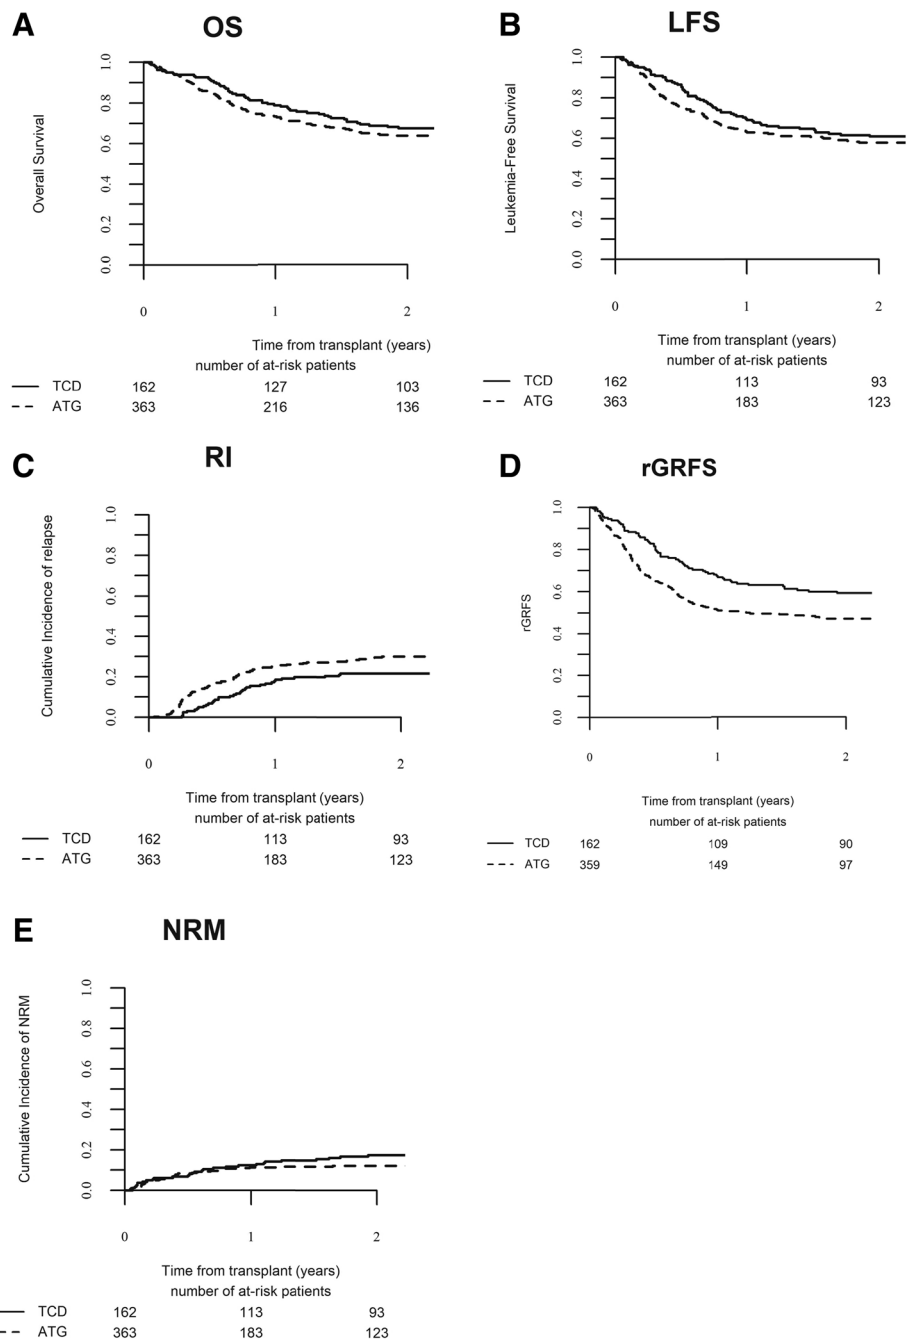 A
OS
1.0
0.8
0.6
0.4
0.2
0.0
Overall Survival
0 1 2
Time from transplant (years)
number of at-risk patients
TCD 162 127 103
ATG 363 216 136
B
LFS
1.0
0.8
0.6
0.4
0.2
0.0
Leukemia-Free Survival
0 1 2
Time from transplant (years)
number of at-risk patients
TCD 162 113 93
ATG 363 183 123
C
RI
1.0
0.8
0.6
0.4
0.2
0.0
Cumulative Incidence of relapse
0 1 2
Time from transplant (years)
number of at-risk patients
TCD 162 113 93
ATG 363 183 123
D
rGRFS
1.0
0.8
0.6
0.4
0.2
0.0
rGRFS
0 1 2
Time from transplant (years)
number of at-risk patients
TCD 162 109 90
ATG 359 149 97
E
NRM
1.0
0.8
0.6
0.4
0.2
0.0
Cumulative Incidence of NRM
0 1 2
Time from transplant (years)
number of at-risk patients
TCD 162 113 93
ATG 363 183 123